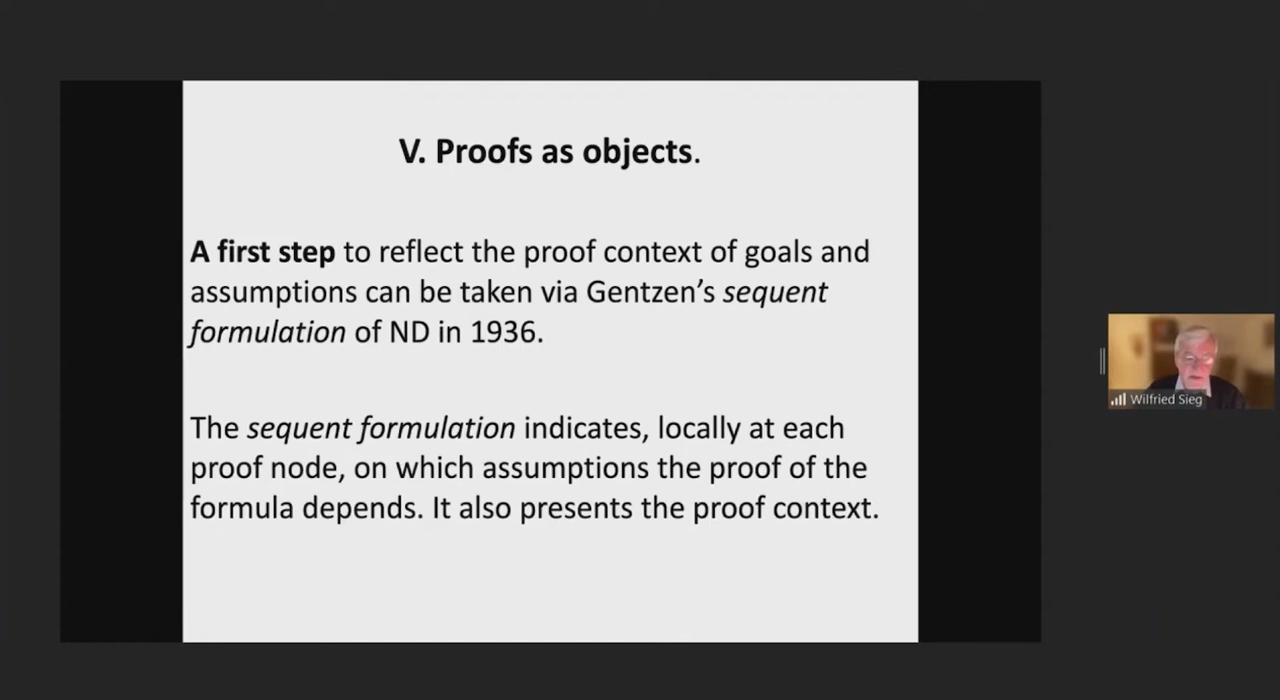 V. Proofs as objects.
A first step to reflect the proof context of goals and
assumptions can be taken via Gentzen’s sequent
formulation of ND in 1936.
The sequent formulation indicates, locally at each
proof node, on which assumptions the proof of the
formula depends. It also presents the proof context.
Wilfried Sieg